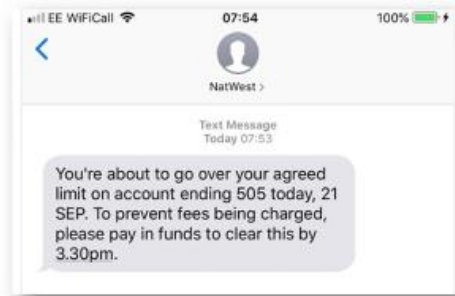 EE WiFiCall 07:54 100%
NatWest >
Text Message
Today 07:53
You're about to go over your agreed
limit on account ending 505 today, 21
SEP. To prevent fees being charged,
please pay in funds to clear this by
3.30pm.